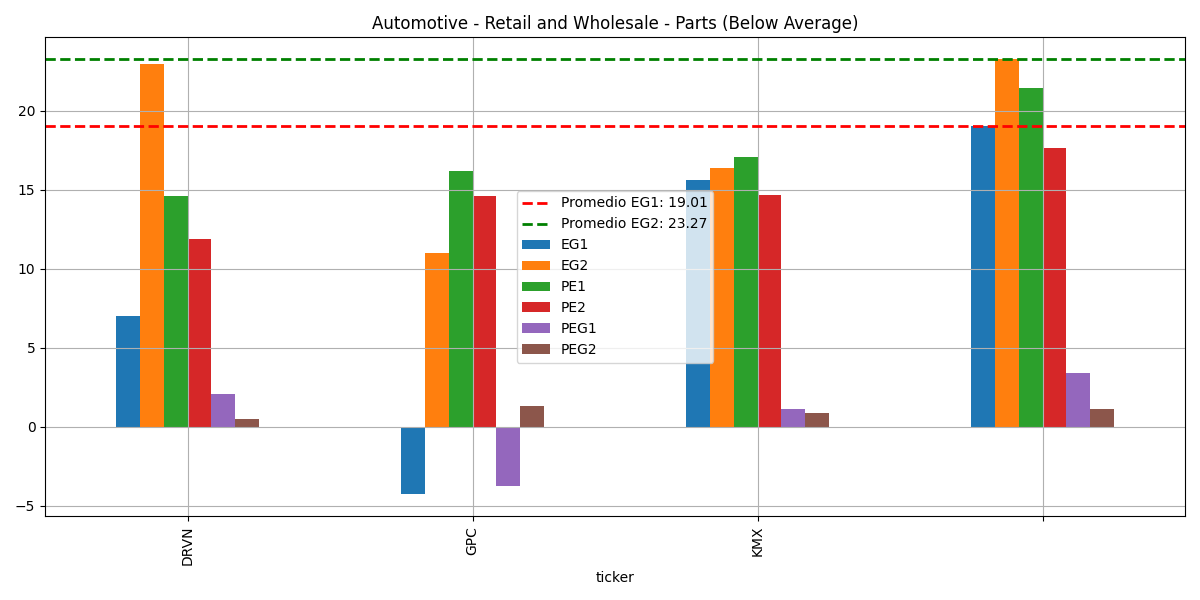 Automotive - Retail and Wholesale - Parts (Below Average)
20
15
10
5
0
−5
Promedio EG1: 19.01
Promedio EG2: 23.27
EG1
EG2
PE1
PE2
PEG1
PEG2
DRVN
GPC
KMX
ticker